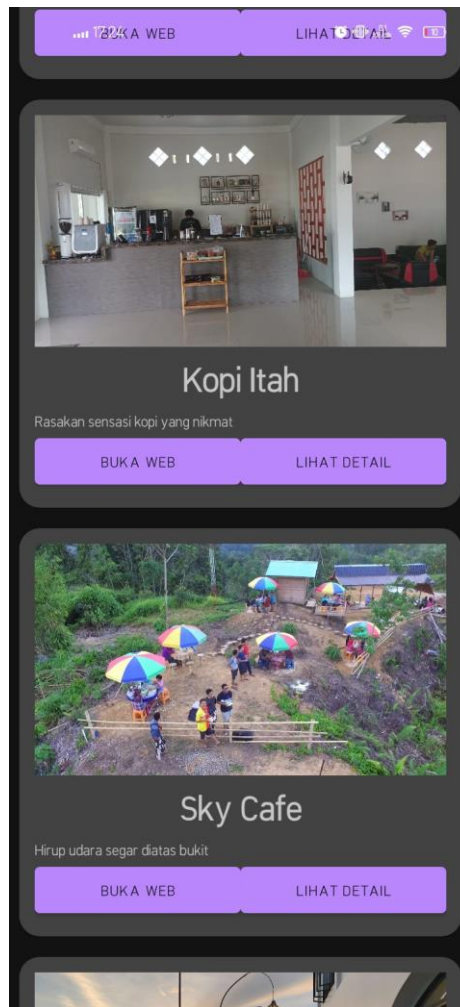 BUKA WEB
LIHAT DETAIL
Kopi Itah
Rasakan sensasi kopi yang nikmat
BUKA WEB
LIHAT DETAIL
Sky Cafe
Hirup udara segar diatas bukit
BUKA WEB
LIHAT DETAIL